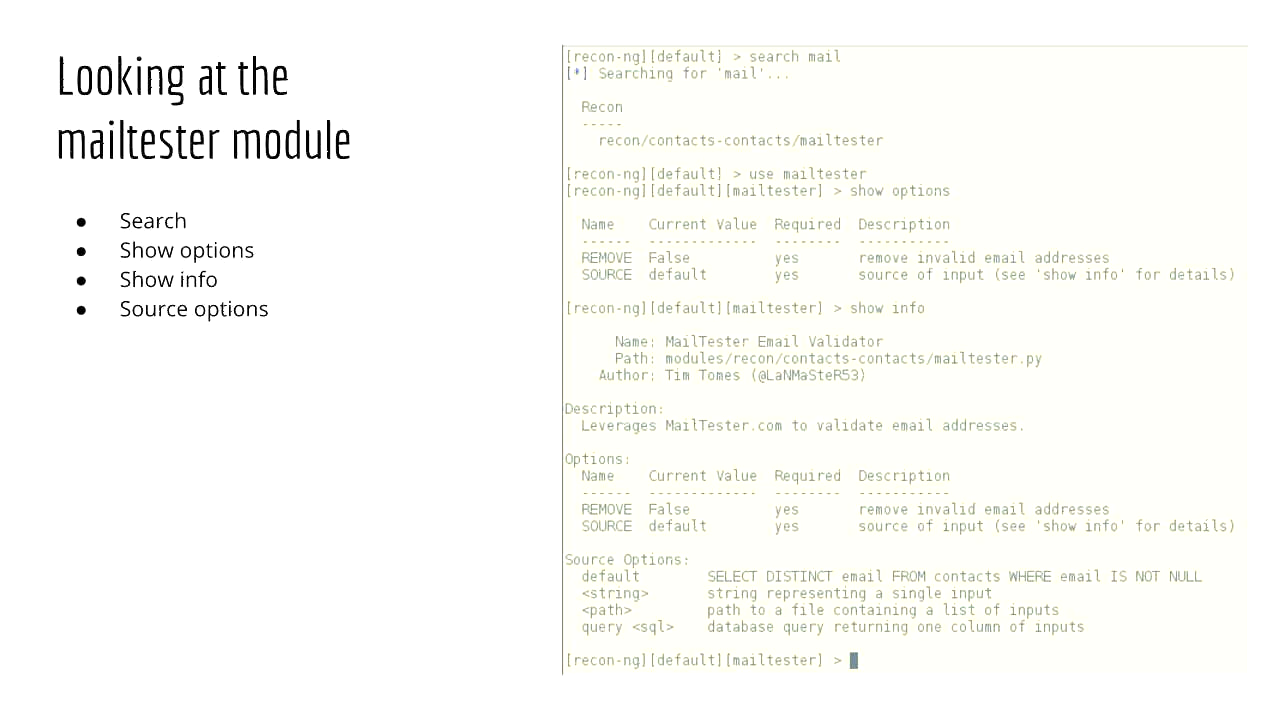 Looking at the
mailtester module
● Search
● Show options
● Show info
● Source options
[recon-ng][default] > search mail
[*] Searching for 'mail'...
Recon
-----
recon/contacts-contacts/mailtester
[recon-ng][default] > use mailtester
[recon-ng][default][mailtester] > show options
Name Current Value Required Description
------ ------------- -------- -----------
REMOVE False yes remove invalid email addresses
SOURCE default yes source of input (see 'show info' for details)
[recon-ng][default][mailtester] > show info
Name: MailTester Email Validator
Path: modules/recon/contacts-contacts/mailtester.py
Author: Tim Tomes (@LaNMaSteR53)
Description:
Leverages MailTester.com to validate email addresses.
Options:
Name Current Value Required Description
------ ------------- -------- -----------
REMOVE False yes remove invalid email addresses
SOURCE default yes source of input (see 'show info' for details)
Source Options:
default SELECT DISTINCT email FROM contacts WHERE email IS NOT NULL
<string> string representing a single input
<path> path to a file containing a list of inputs
query <sql> database query returning one column of inputs
[recon-ng][default][mailtester] >